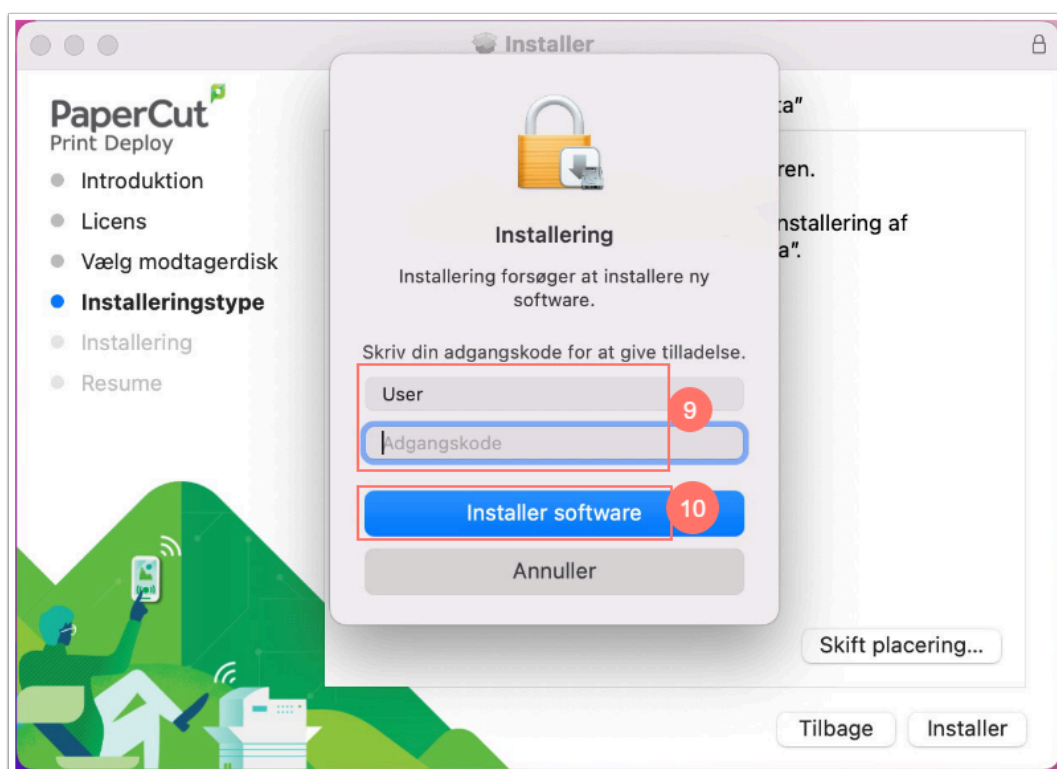 Installer
PaperCut
Print Deploy
Introduktion
Licens
Vælg modtagerdisk
Installeringstype
Installering
Resume
ta"
ren.
nstallering af
a".
Installering
Installering forsøger at installere ny
software.
Skriv din adgangskode for at give tilladelse.
User
9
Adgangskode
Installer software
10
Annuller
Skift placering...
Tilbage
Installer